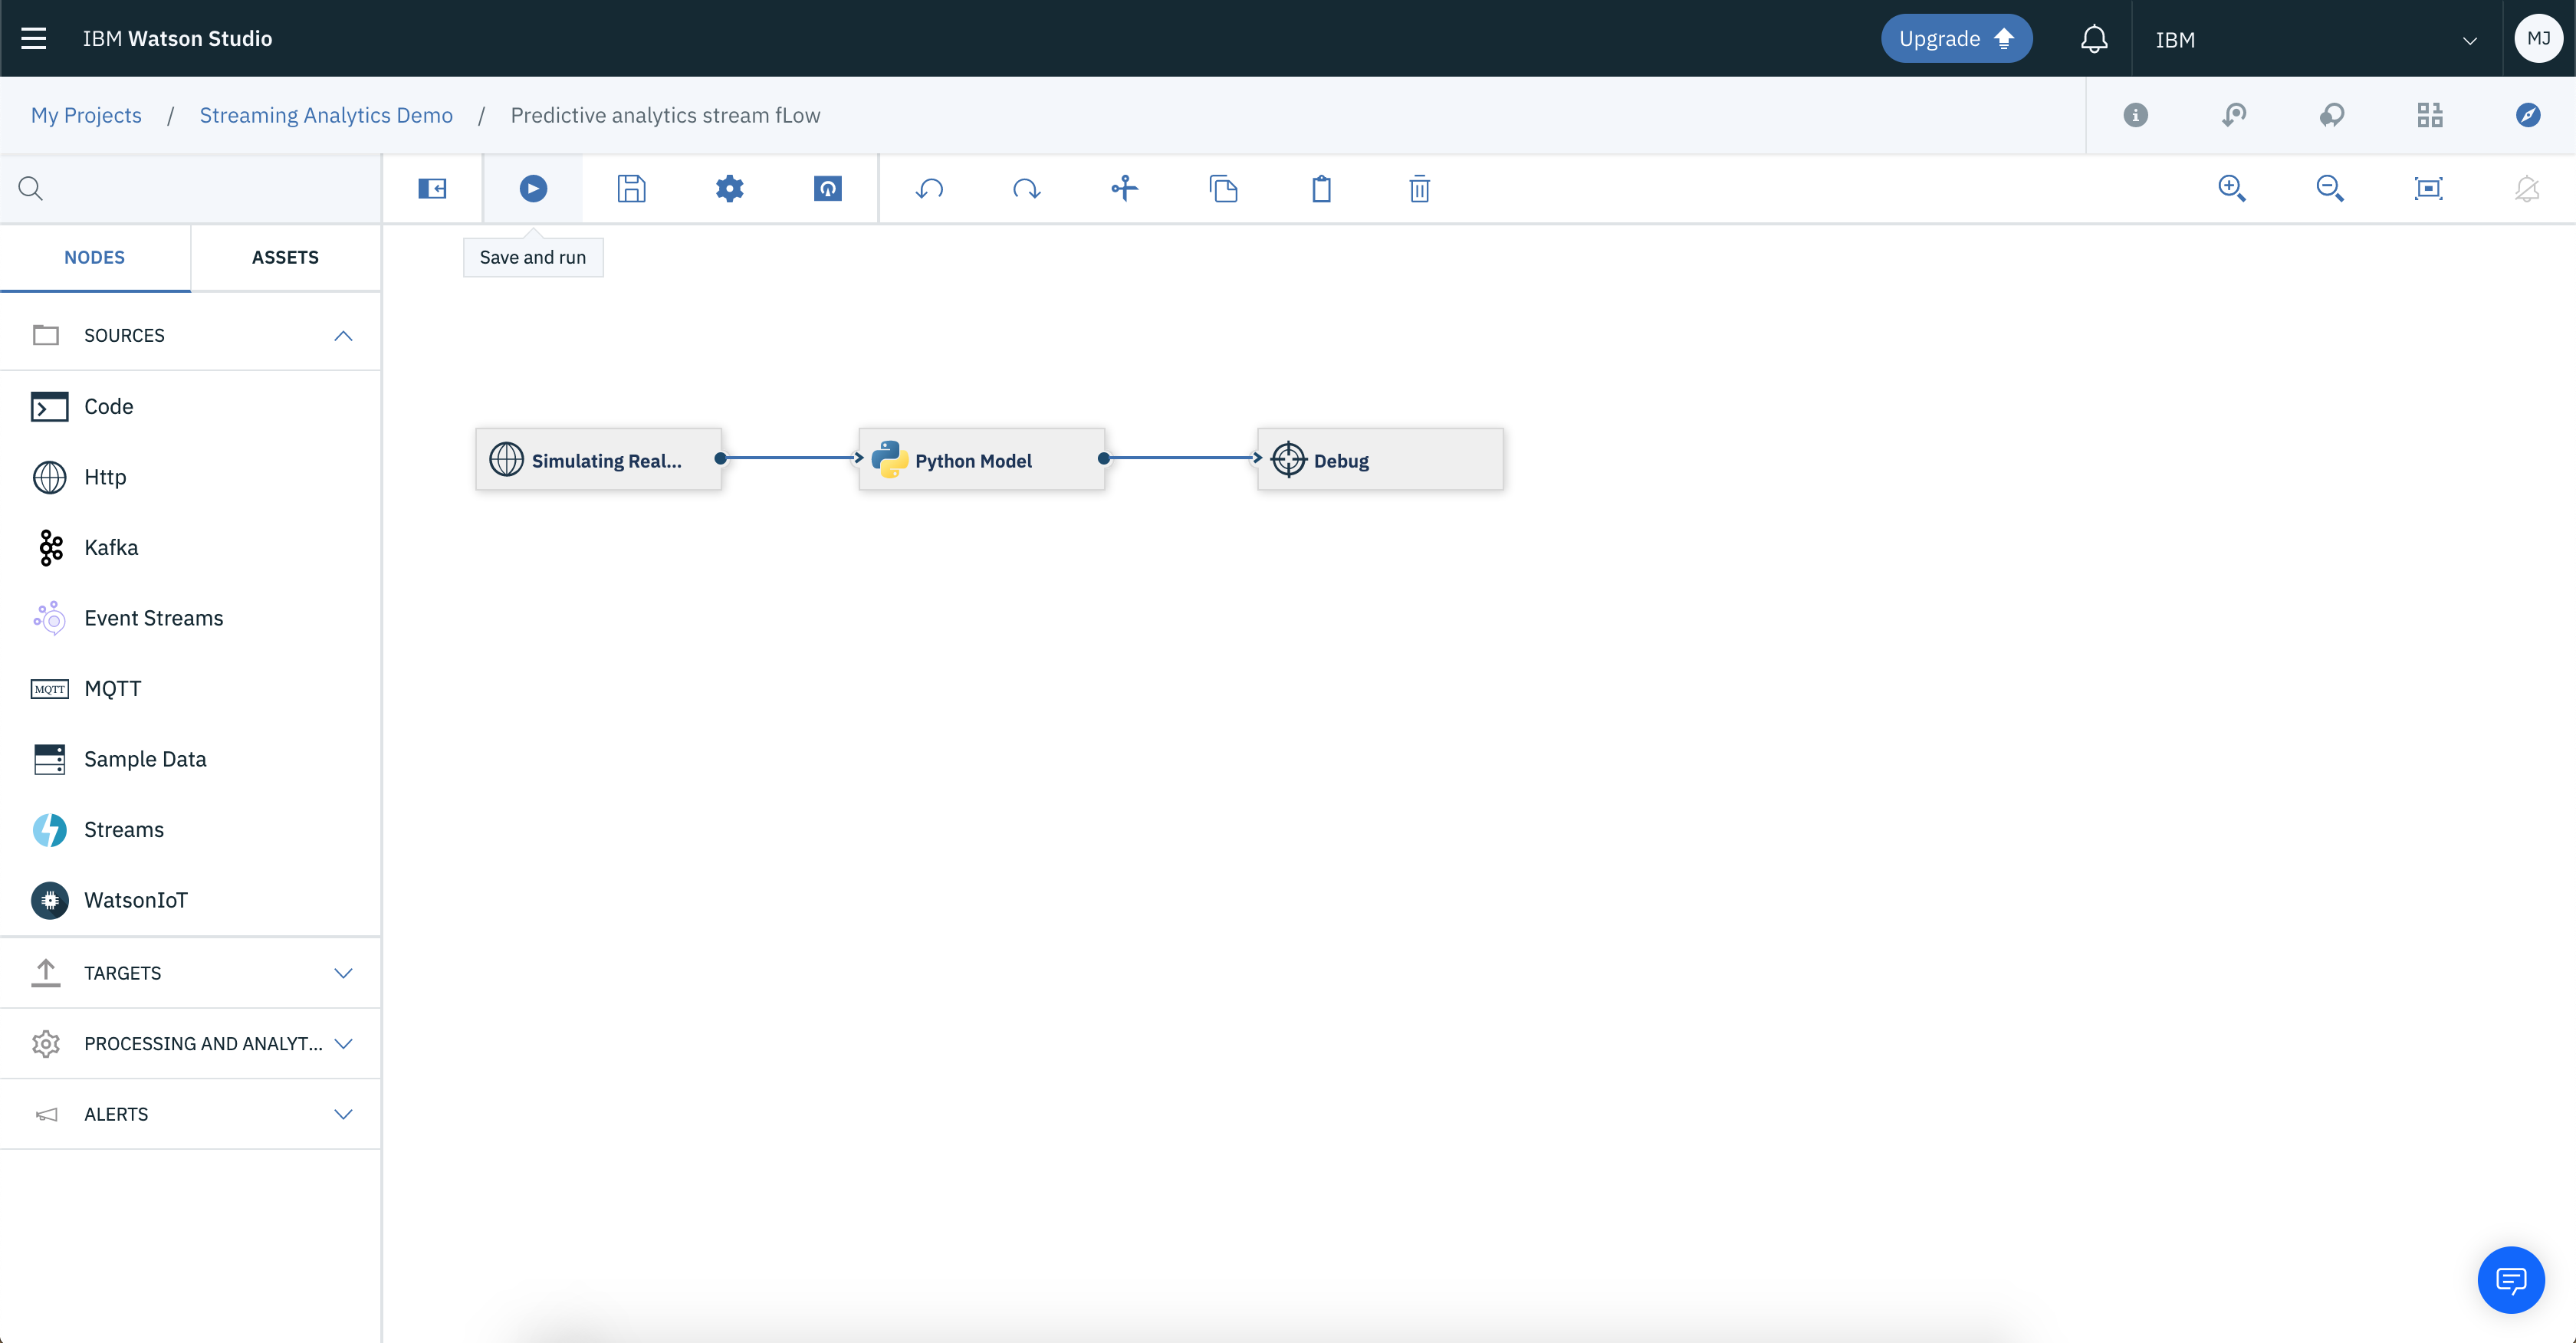 IBM Watson Studio
Upgrade
IBM
MJ
My Projects / Streaming Analytics Demo / Predictive analytics stream fLow
Save and run
NODES
ASSETS
SOURCES
Code
Http
Kafka
Event Streams
MQTT MQTT
Sample Data
Streams
WatsonIoT
TARGETS
PROCESSING AND ANALYT...
ALERTS
Simulating Real...
Python Model
Debug